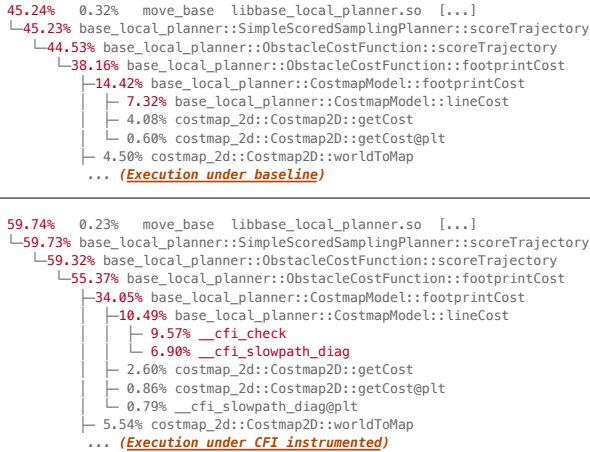 45.24% 0.32% move_base libbase_local_planner.so [...]
└─45.23% base_local_planner::SimpleScoredSamplingPlanner::scoreTrajectory
└─44.53% base_local_planner::ObstacleCostFunction::scoreTrajectory
└─38.16% base_local_planner::ObstacleCostFunction::footprintCost
├─14.42% base_local_planner::CostmapModel::footprintCost
│ ├─ 7.32% base_local_planner::CostmapModel::lineCost
│ ├─ 4.08% costmap_2d::Costmap2D::getCost
│ └─ 0.60% costmap_2d::Costmap2D::getCost@plt
├─ 4.50% costmap_2d::Costmap2D::worldToMap
... (Execution under baseline)
59.74% 0.23% move_base libbase_local_planner.so [...]
└─59.73% base_local_planner::SimpleScoredSamplingPlanner::scoreTrajectory
└─59.32% base_local_planner::ObstacleCostFunction::scoreTrajectory
└─55.37% base_local_planner::ObstacleCostFunction::footprintCost
├─34.05% base_local_planner::CostmapModel::footprintCost
│ ├─10.49% base_local_planner::CostmapModel::lineCost
│ │ ├─ 9.57% __cfi_check
│ │ └─ 6.90% __cfi_slowpath_diag
│ ├─ 2.60% costmap_2d::Costmap2D::getCost
│ ├─ 0.86% costmap_2d::Costmap2D::getCost@plt
│ └─ 0.79% __cfi_slowpath_diag@plt
├─ 5.54% costmap_2d::Costmap2D::worldToMap
... (Execution under CFI instrumented)